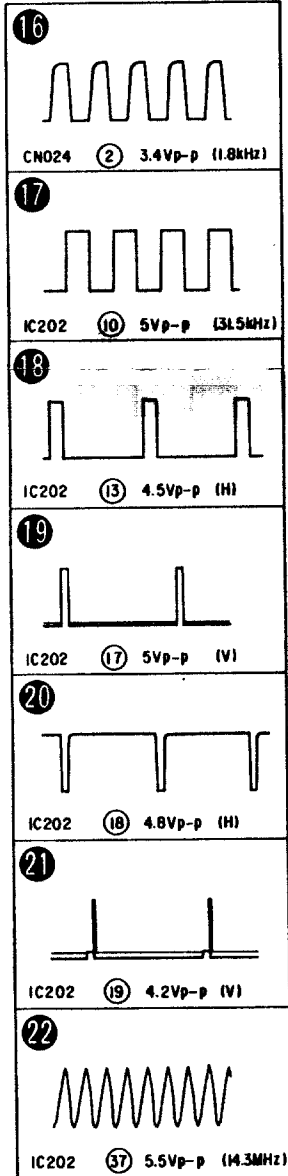 16
CN024 ② 3.4Vp-p (1.8kHz)
17
IC202 ⑩ 5Vp-p (31.5kHz)
18
IC202 ⑬ 4.5Vp-p (H)
19
IC202 ⑰ 5Vp-p (V)
20
IC202 ⑱ 4.8Vp-p (H)
21
IC202 ⑲ 4.2Vp-p (V)
22
IC202 ㊲ 5.5Vp-p (14.3MHz)